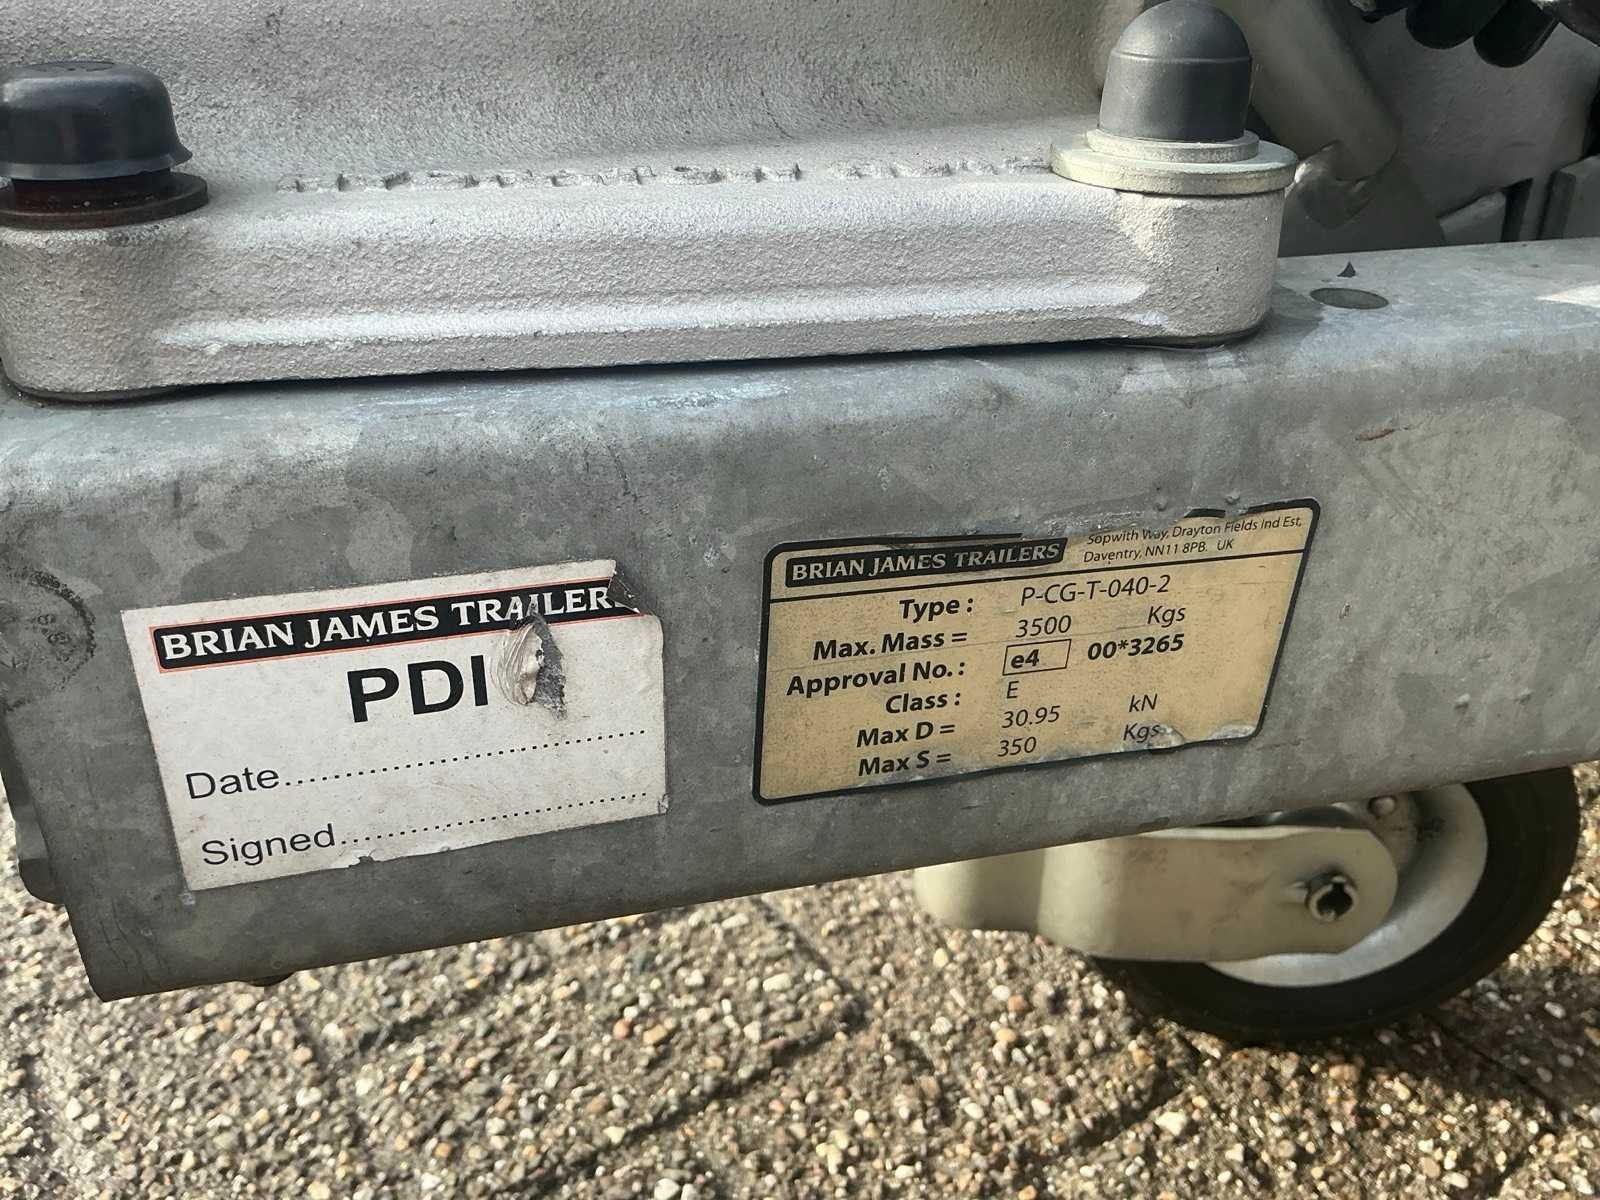 BRIAN JAMES TRAILER
PDI
Date
Signed
BRIAN JAMES TRAILERS
Sopwith Way, Drayton Fields Ind Est,
Daventry, NN11 8PB. UK
Type : P-CG-T-040-2
Max. Mass = 3500 Kgs
Approval No. : e4 00*3265
Class : E
Max D = 30.95 kN
Max S = 350 Kgs